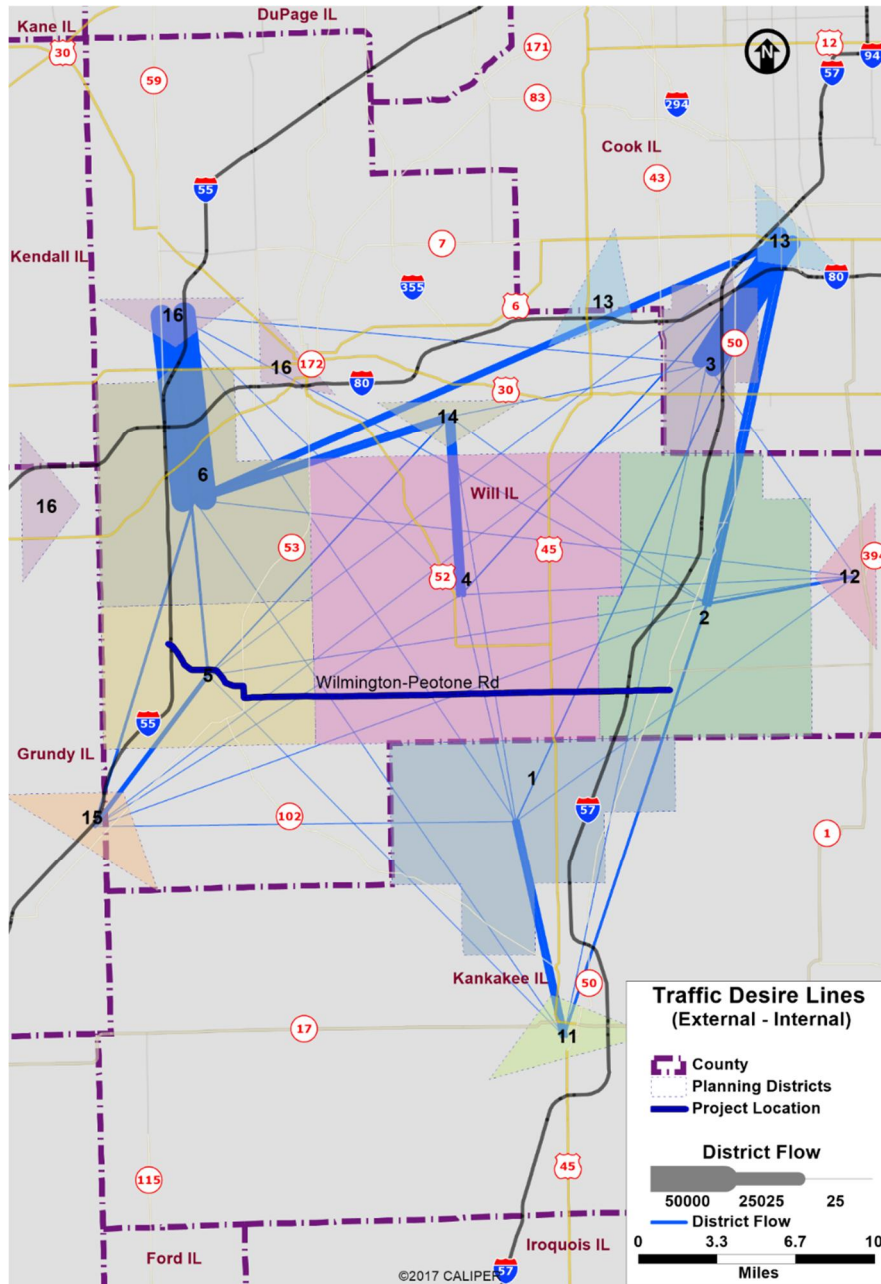 Kane IL
DuPage IL
30
59
171
12
94
57
83
294
Cook IL
55
43
Kendall IL
7
13
355
80
6
13
16
50
3
16
172
80
30
14
6
Will IL
16
53
45
394
52
4
12
2
5
Wilmington-Peotone Rd
55
Grundy IL
1
15
102
57
1
Kankakee IL
50
17
11
45
115
Ford IL
57
Iroquois IL
©2017 CALIPER
Traffic Desire Lines
(External - Internal)
County
Planning Districts
Project Location
District Flow
50000 25025 25
District Flow
0 3.3 6.7 10
Miles